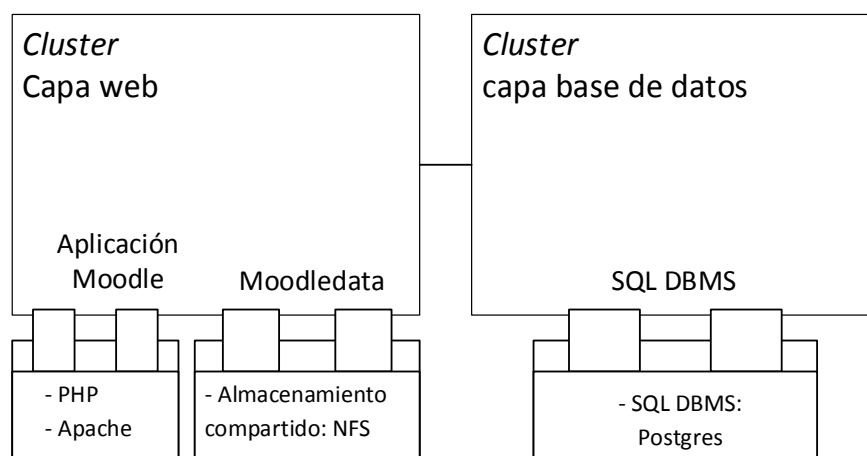 Cluster
Capa web
Cluster
capa base de datos
Aplicación
Moodle
Moodledata
SQL DBMS
- PHP
- Apache
- Almacenamiento
compartido: NFS
- SQL DBMS:
Postgres